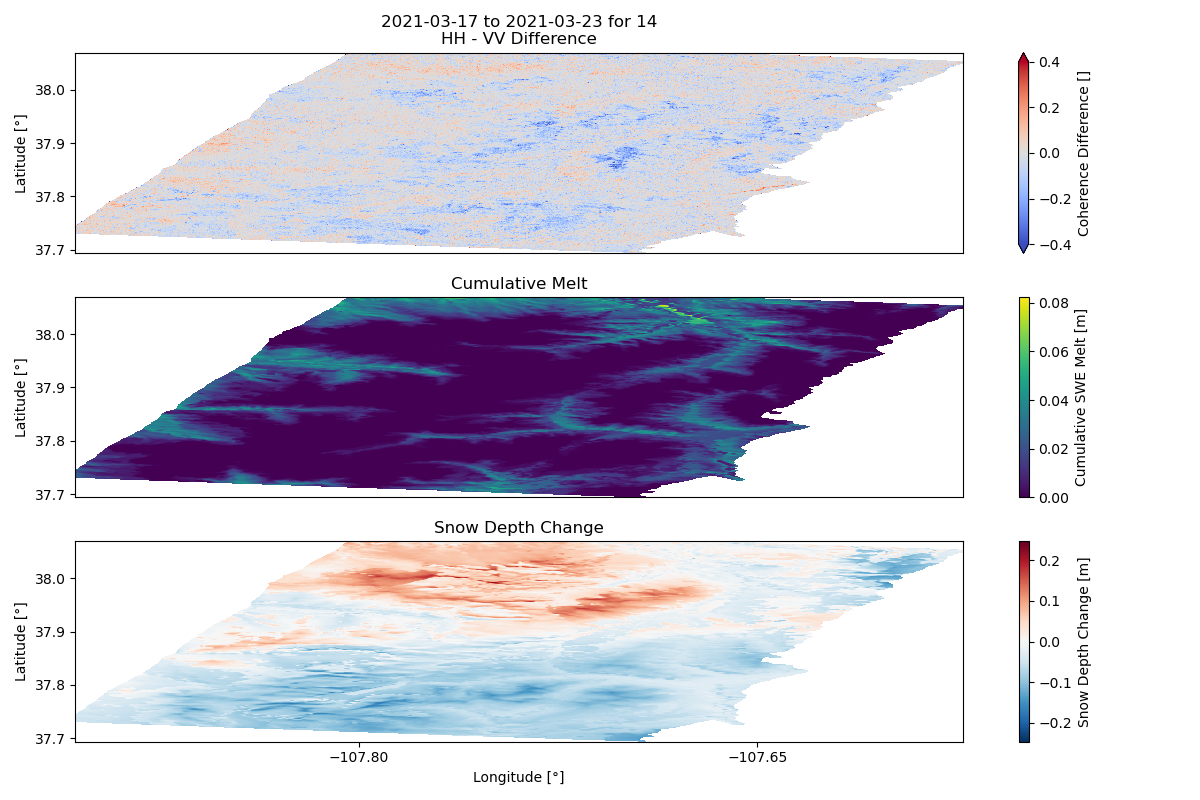 2021-03-17 to 2021-03-23 for 14
HH - VV Difference
38.0
37.9
37.8
37.7
Latitude [°]
0.4
0.2
0.0
−0.2
−0.4
Coherence Difference []
Cumulative Melt
38.0
37.9
37.8
37.7
Latitude [°]
0.08
0.06
0.04
0.02
0.00
Cumulative SWE Melt [m]
Snow Depth Change
38.0
37.9
37.8
37.7
Latitude [°]
0.2
0.1
0.0
−0.1
−0.2
Snow Depth Change [m]
−107.80
−107.65
Longitude [°]